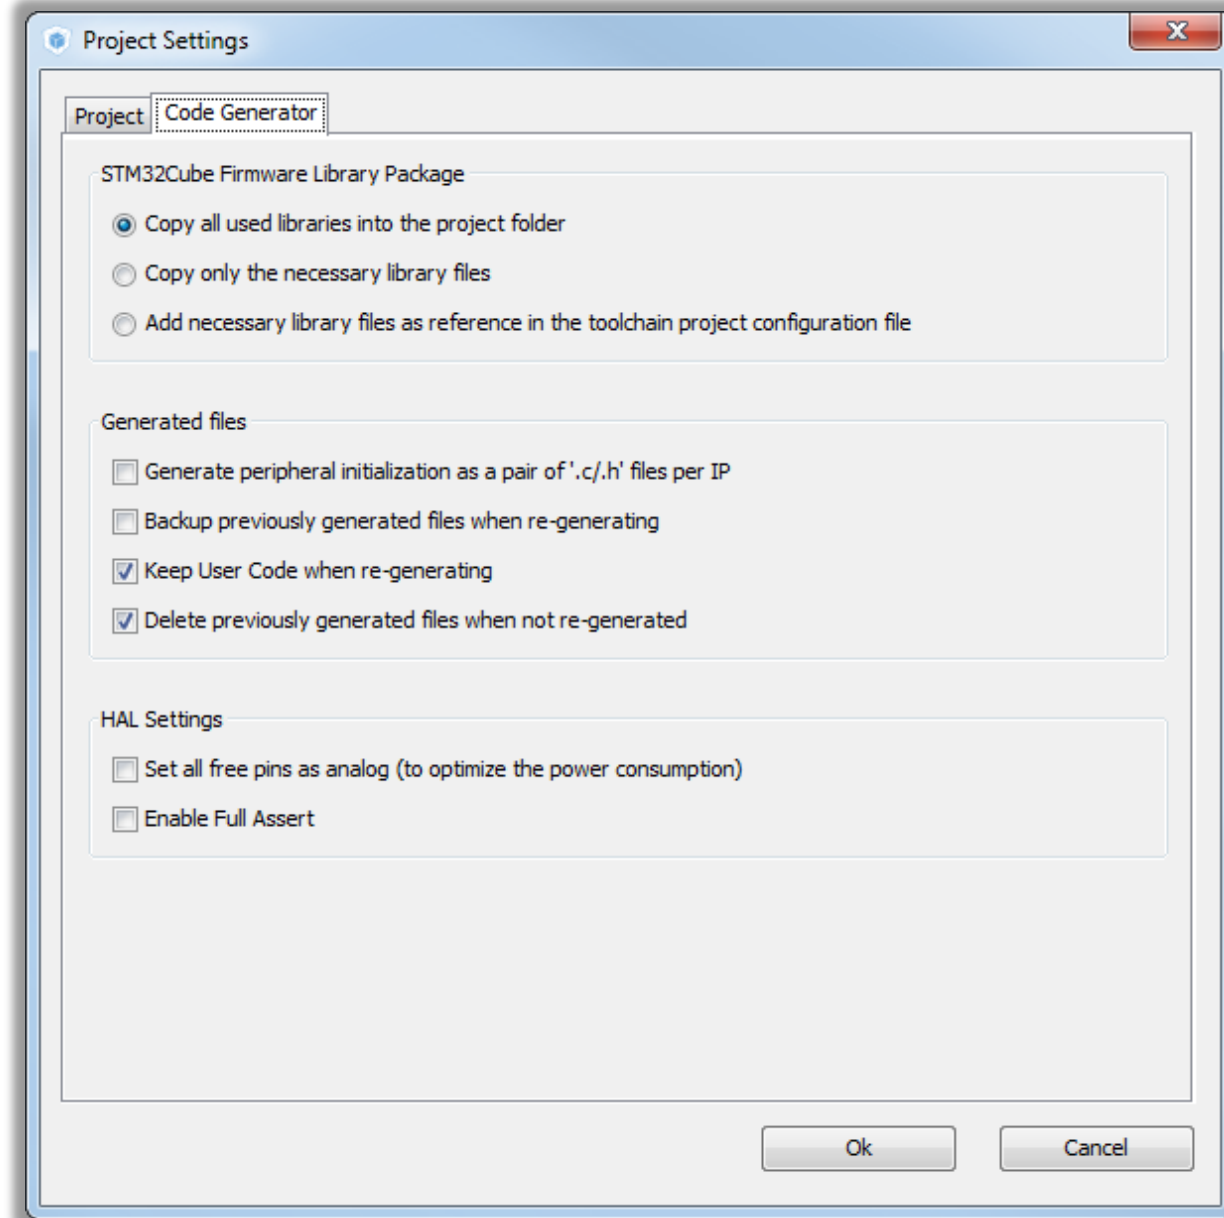 Project Settings
Project
Code Generator
STM32Cube Firmware Library Package
Copy all used libraries into the project folder
Copy only the necessary library files
Add necessary library files as reference in the toolchain project configuration file
Generated files
Generate peripheral initialization as a pair of '.c/.h' files per IP
Backup previously generated files when re-generating
Keep User Code when re-generating
Delete previously generated files when not re-generated
HAL Settings
Set all free pins as analog (to optimize the power consumption)
Enable Full Assert
Ok
Cancel